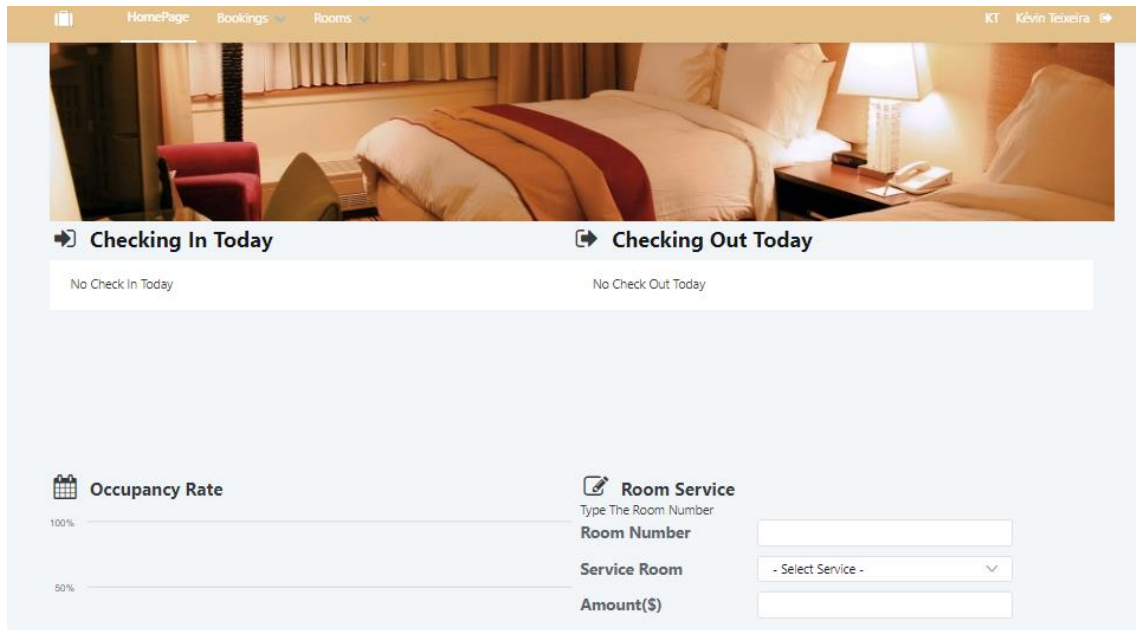 HomePage Bookings Rooms KT Kévin Teixeira
Checking In Today
No Check In Today
Checking Out Today
No Check Out Today
Occupancy Rate
100%
50%
Room Service
Type The Room Number
Room Number
Service Room - Select Service -
Amount($)